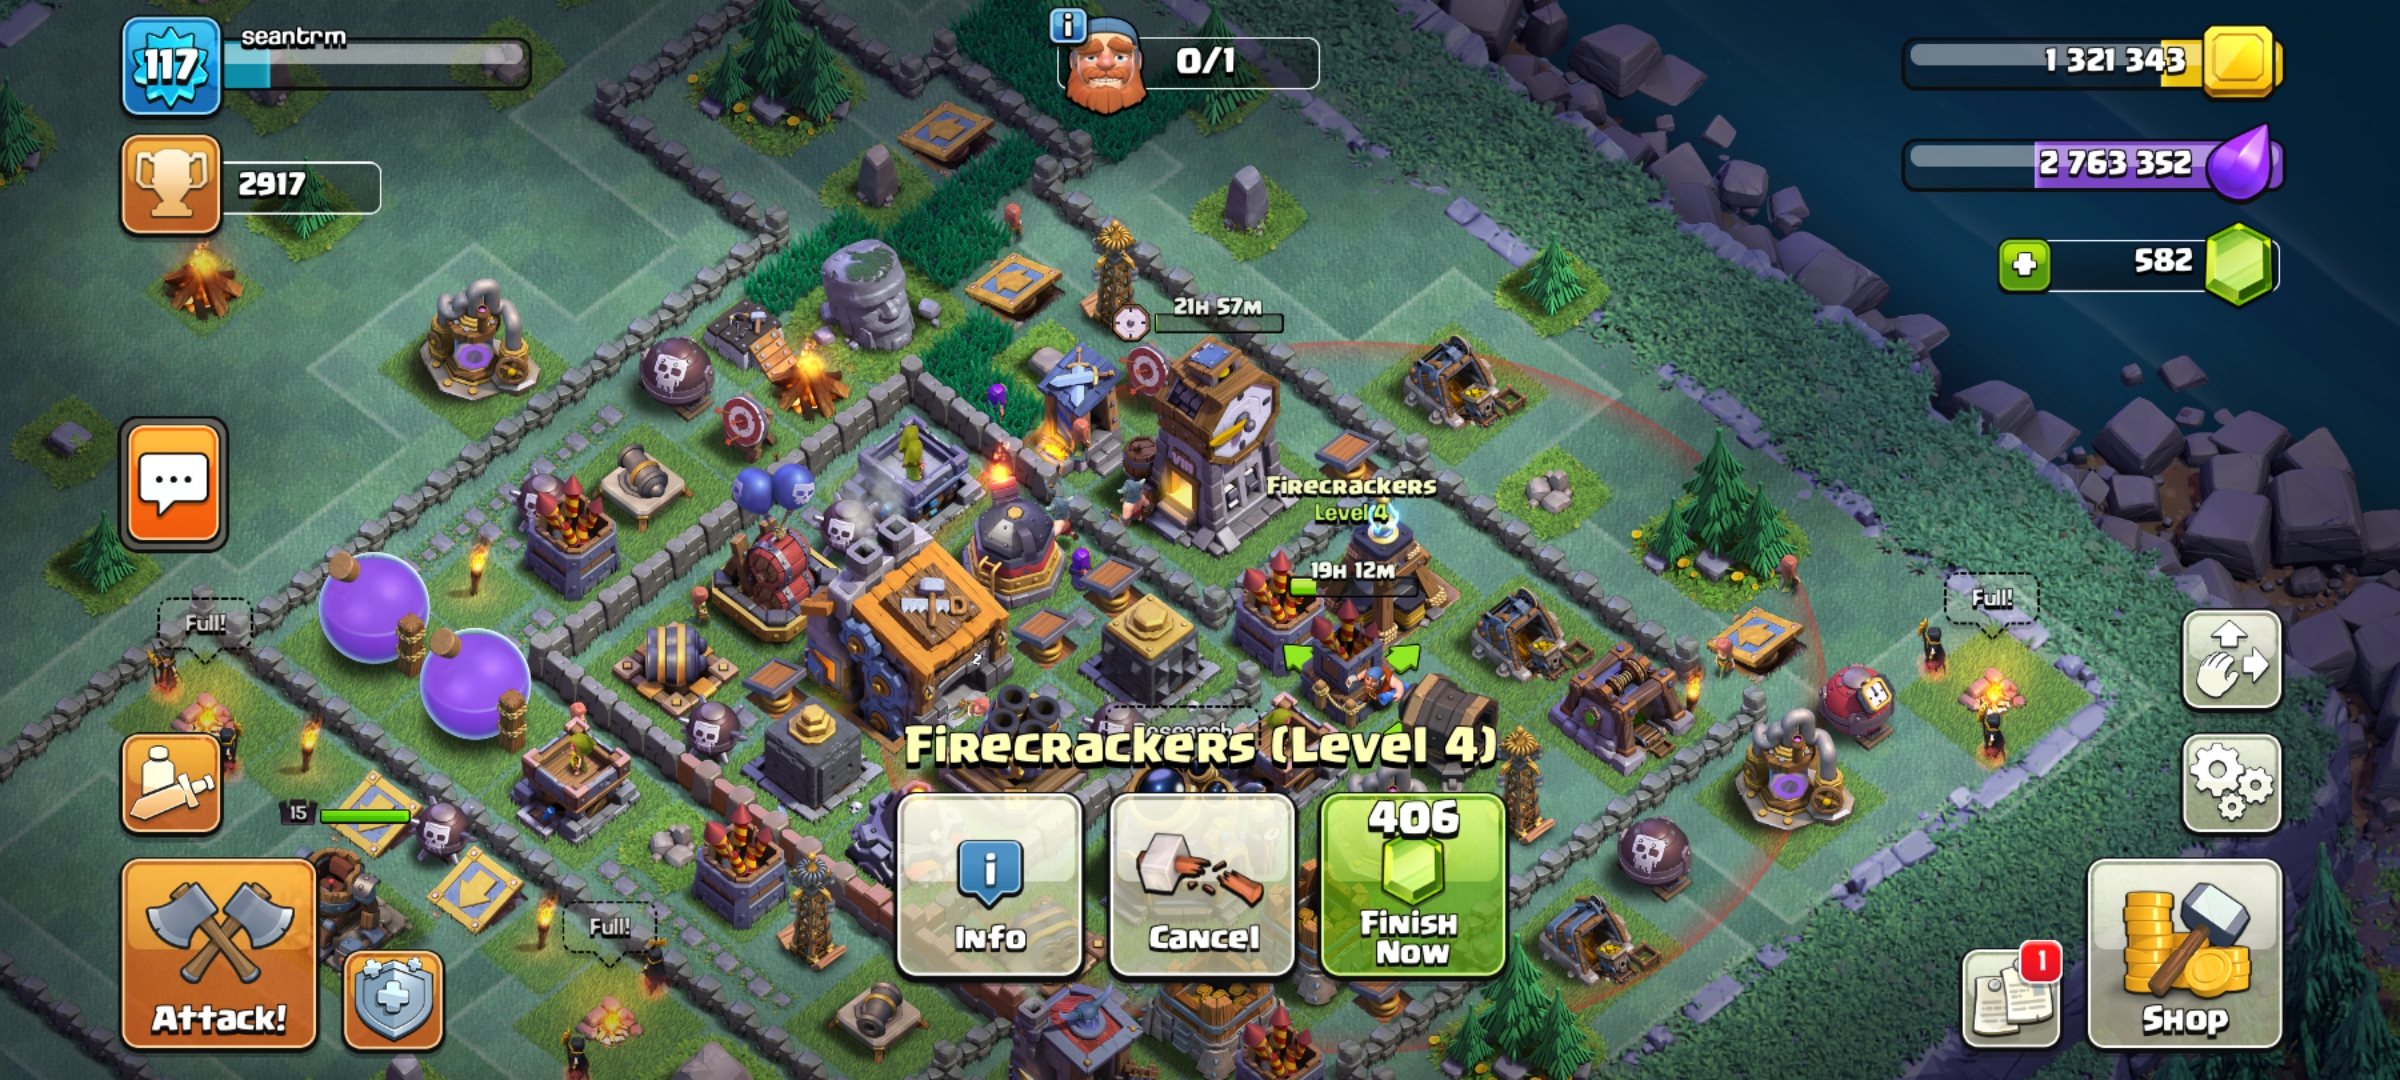 117
seantrm
0/1
1 321 343
2917
2 763 352
582
21H 57M
Firecrackers
Level 4
19H 12M
Full!
Full!
Firecrackers (Level 4)
15
406
Info
Cancel
Finish
Now
Full!
1
Attack!
Shop